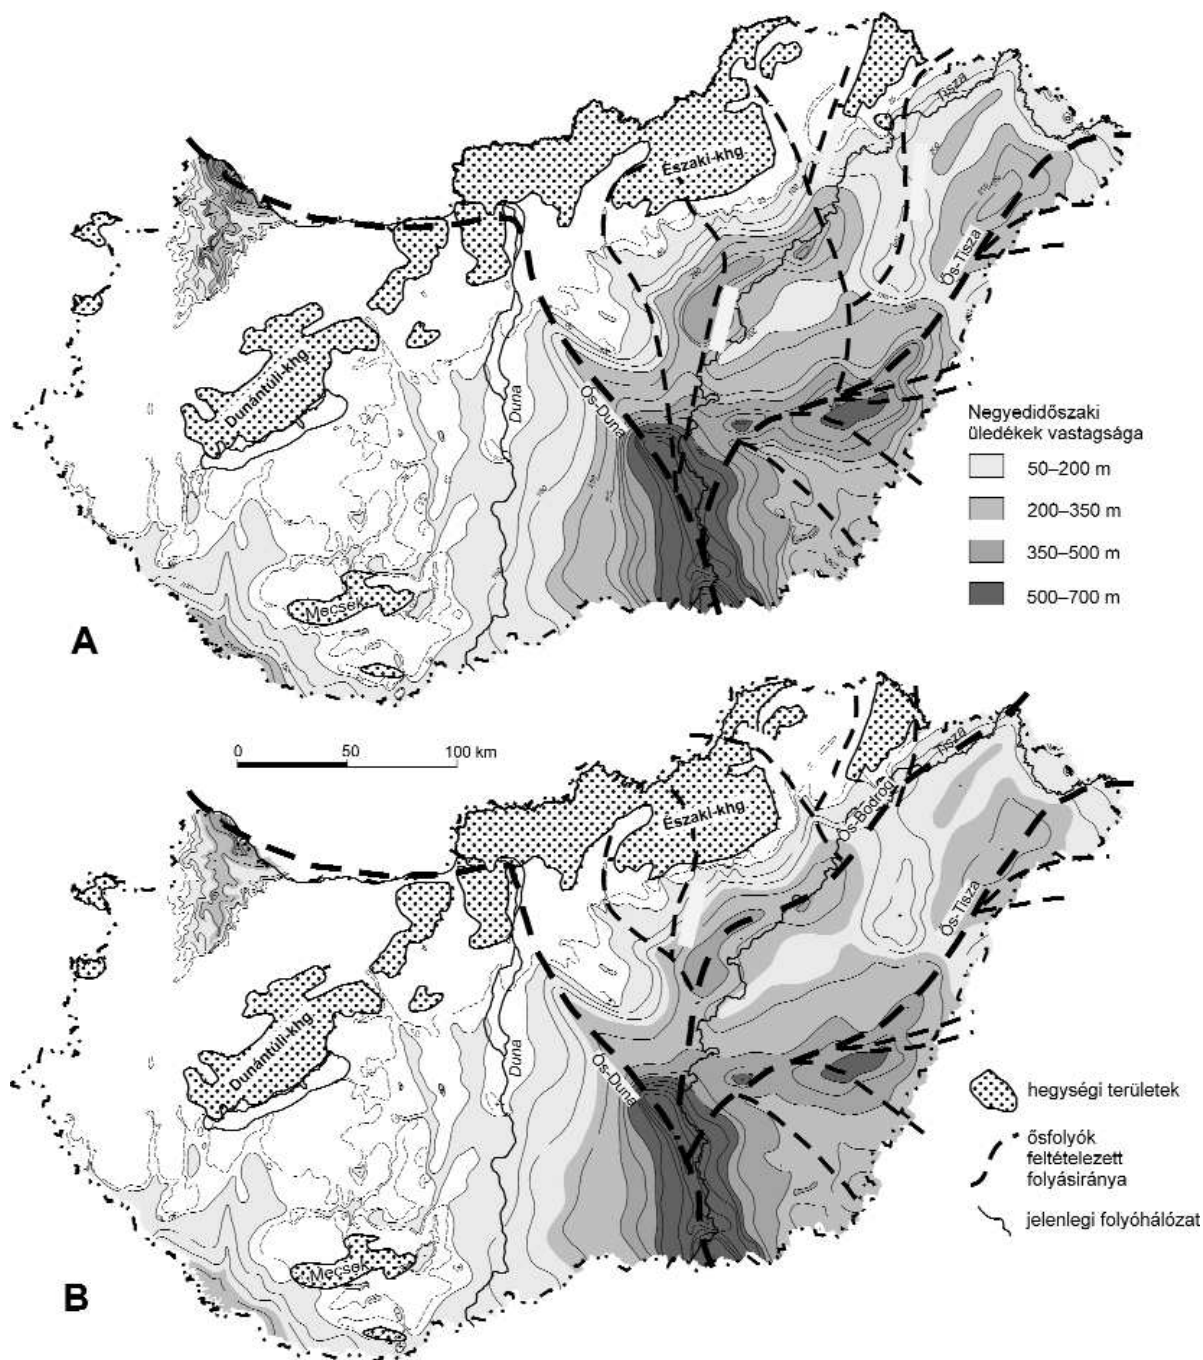 Tisza
Északi-khg
Ős-Tisza
Dunántúli-khg
Duna
Ős-Duna
Mecsek
A
Negyedidőszaki
üledékek vastagsága
50–200 m
200–350 m
350–500 m
500–700 m
0 50 100 km
Tisza
Ős-Bodrog
Északi-khg
Ős-Tisza
Dunántúli-khg
Duna
Ős-Duna
Mecsek
B
hegységi területek
ősfolyók
feltételezett
folyásiránya
jelenlegi folyóhálózat